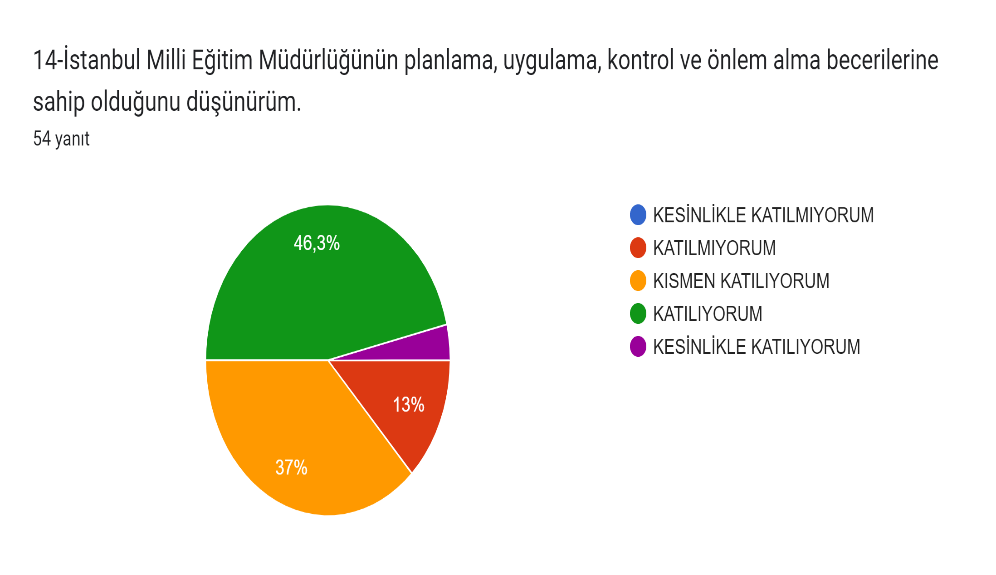 14-İstanbul Milli Eğitim Müdürlüğünün planlama, uygulama, kontrol ve önlem alma becerilerine
sahip olduğunu düşünürüm.
54 yanıt
46,3%
13%
37%
KESİNLİKLE KATILMIYORUM
KATILMIYORUM
KISMEN KATILIYORUM
KATILIYORUM
KESİNLİKLE KATILIYORUM